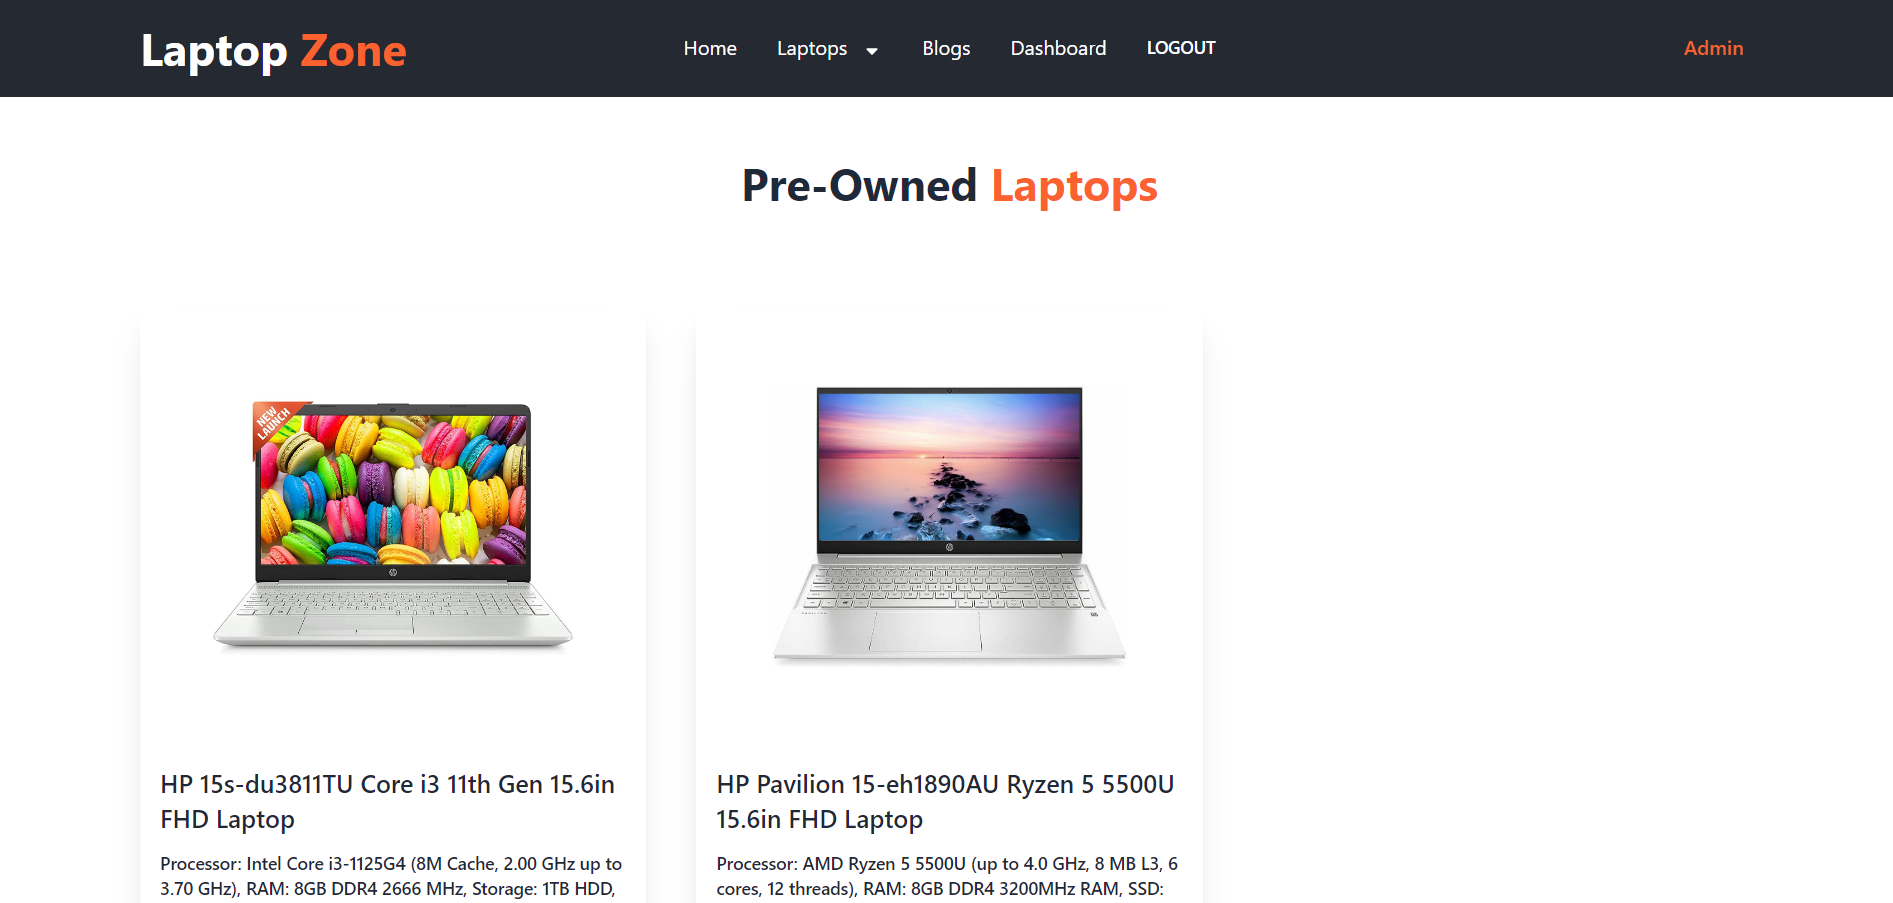 Laptop Zone
Home Laptops Blogs Dashboard LOGOUT
Admin
Pre-Owned Laptops
NEW
LAUNCH
HP 15s-du3811TU Core i3 11th Gen 15.6in
FHD Laptop
Processor: Intel Core i3-1125G4 (8M Cache, 2.00 GHz up to
3.70 GHz), RAM: 8GB DDR4 2666 MHz, Storage: 1TB HDD,
HP Pavilion 15-eh1890AU Ryzen 5 5500U
15.6in FHD Laptop
Processor: AMD Ryzen 5 5500U (up to 4.0 GHz, 8 MB L3, 6
cores, 12 threads), RAM: 8GB DDR4 3200MHz RAM, SSD: